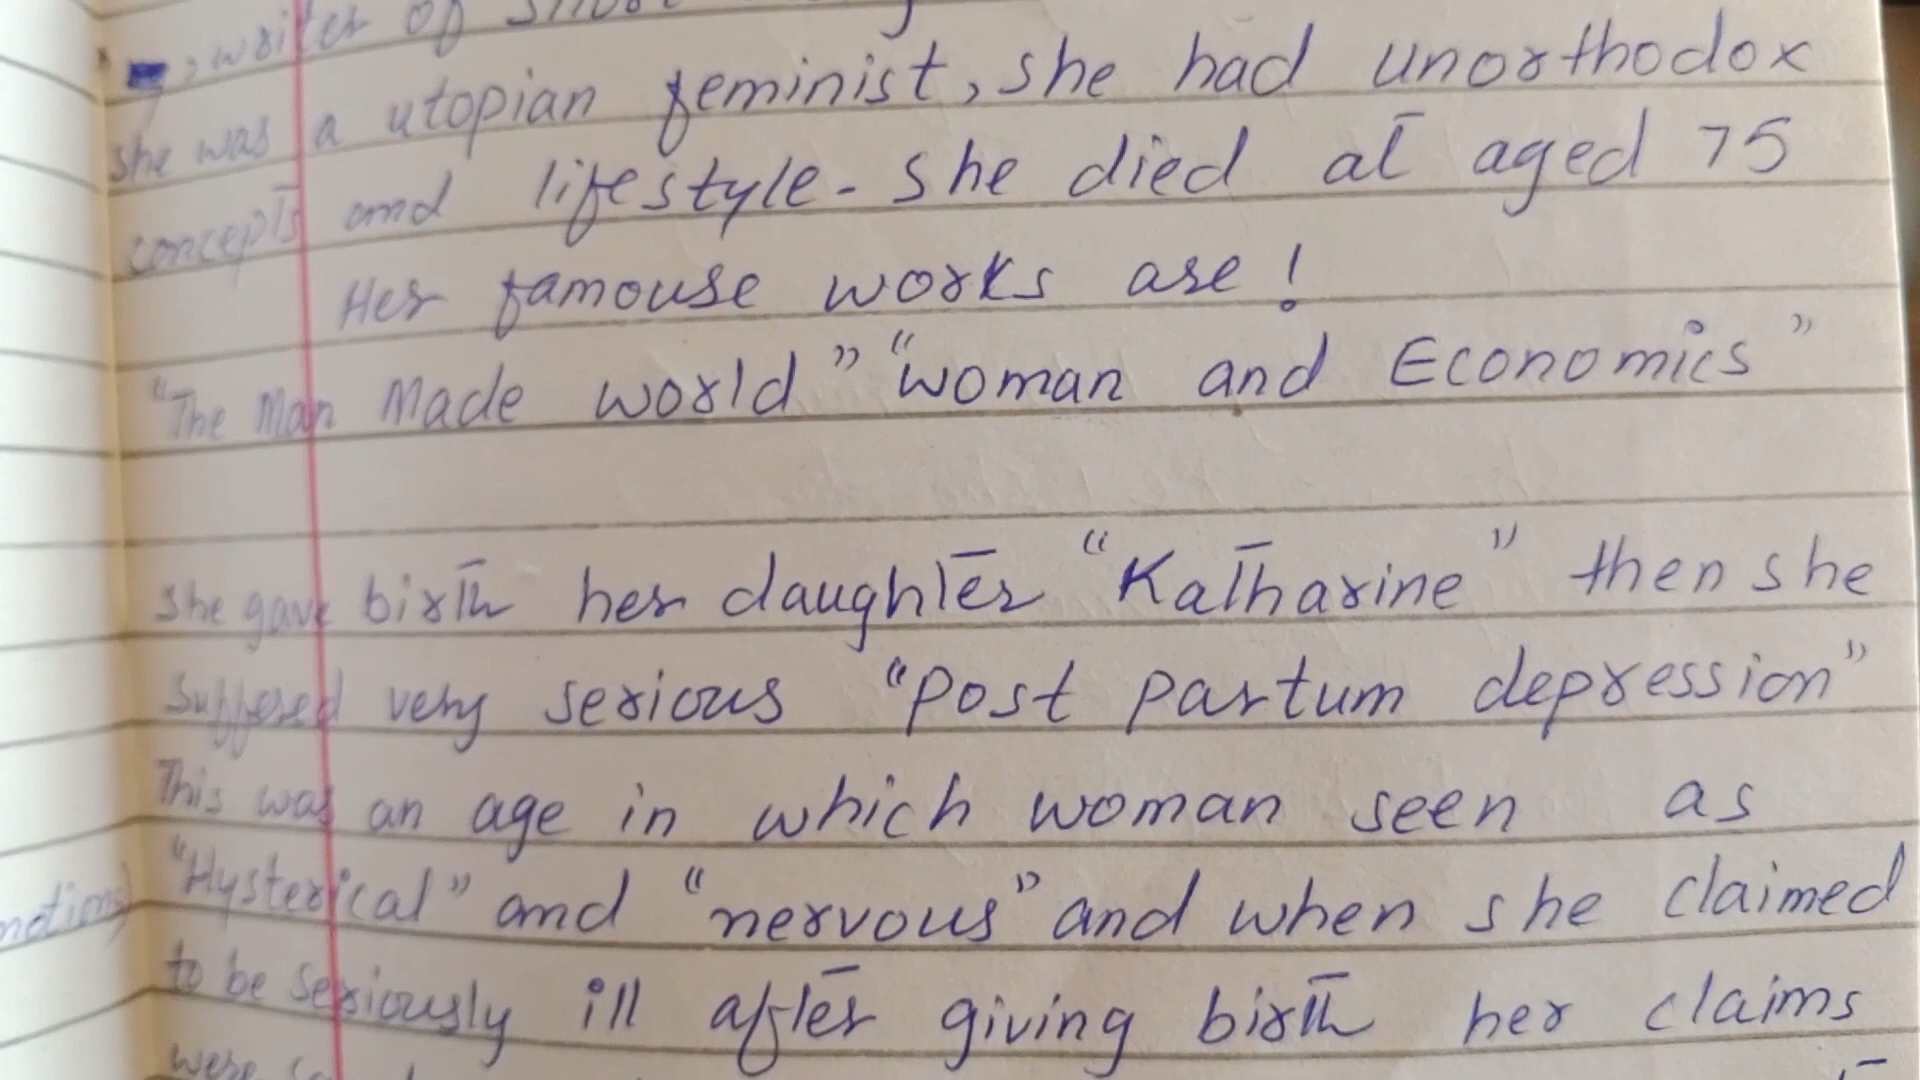 , writer of
she was a utopian feminist, she had unorthodox
concepts and lifestyle - she died at aged 75
Her famouse works are !
"The Man Made world" "woman and Economics"
she gave birth her daughter "Katharine" then she
suffered very serious "post partum depression"
This was an age in which woman seen as
"Hysterical" and "nervous" and when she claimed
to be seriously ill after giving birth her claims
were